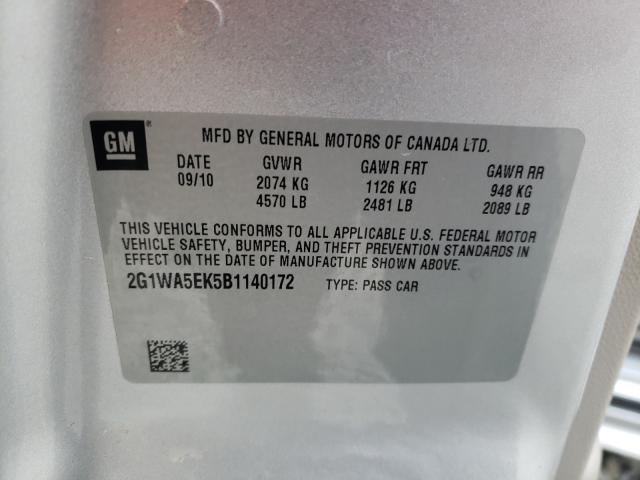 GM
MFD BY GENERAL MOTORS OF CANADA LTD.
DATE GVWR GAWR FRT GAWR RR
09/10 2074 KG 1126 KG 948 KG
4570 LB 2481 LB 2089 LB
THIS VEHICLE CONFORMS TO ALL APPLICABLE U.S. FEDERAL MOTOR
VEHICLE SAFETY, BUMPER, AND THEFT PREVENTION STANDARDS IN
EFFECT ON THE DATE OF MANUFACTURE SHOWN ABOVE.
2G1WA5EK5B1140172 TYPE: PASS CAR